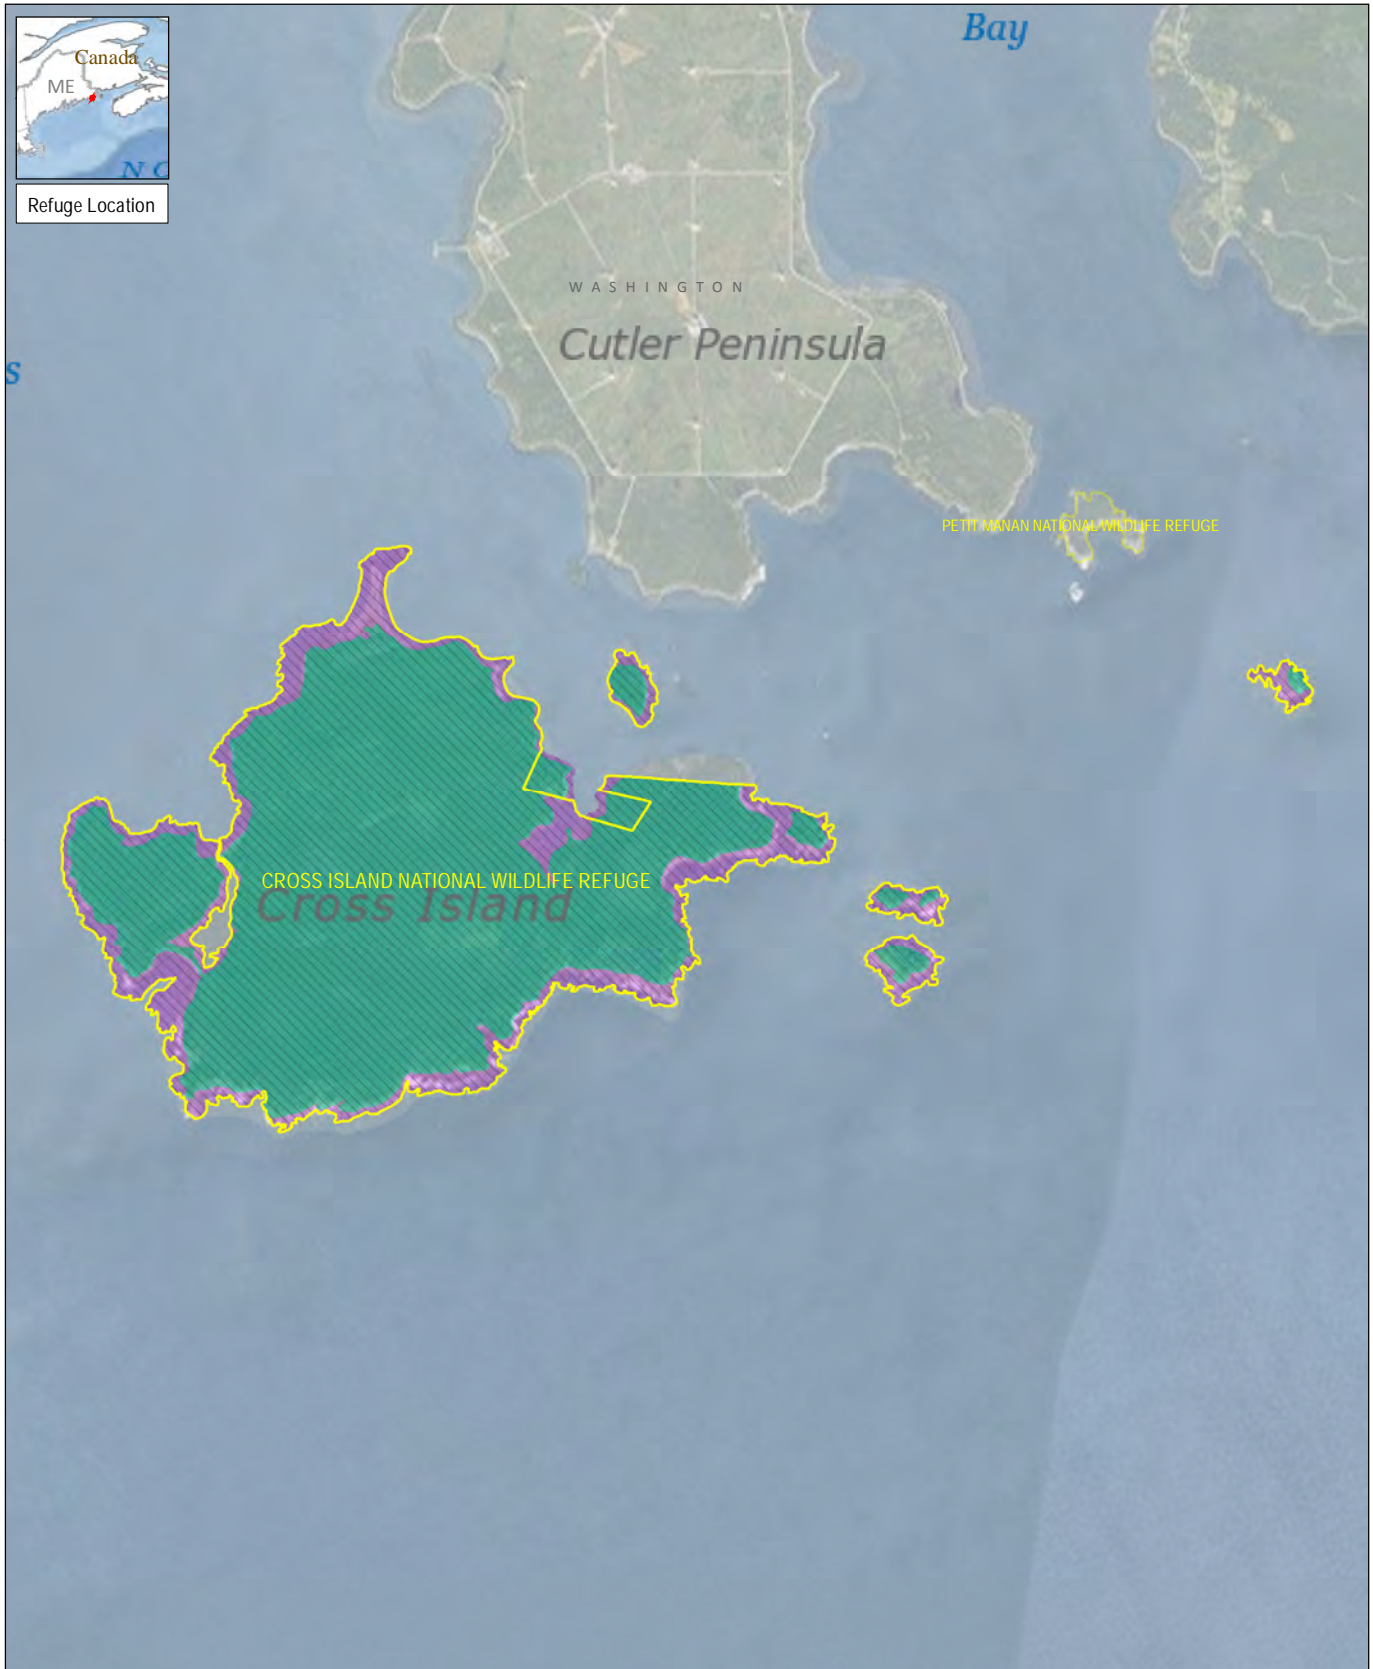 Bay
Canada
ME
N O
Refuge Location
WASHINGTON
Cutler Peninsula
s
PETIT MANAN NATIONAL WILDLIFE REFUGE
CROSS ISLAND NATIONAL WILDLIFE REFUGE
Cross Island